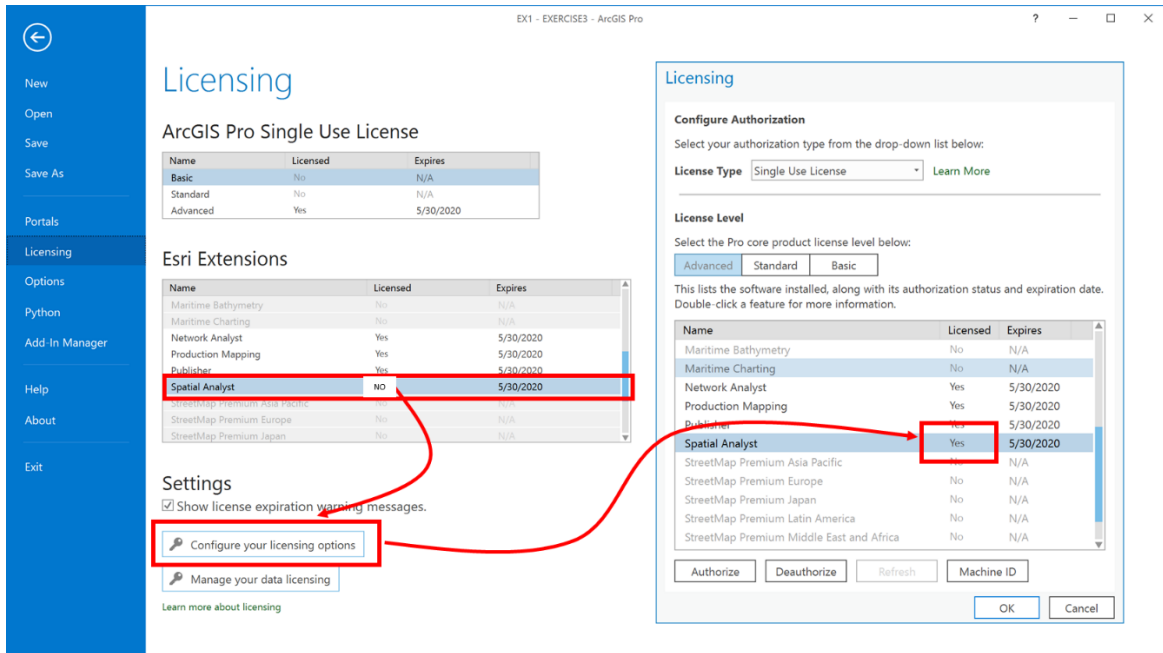 EX1 - EXERCISE3 - ArcGIS Pro
?
New
Open
Save
Save As
Portals
Licensing
Options
Python
Add-In Manager
Help
About
Exit
Licensing
ArcGIS Pro Single Use License
Name Licensed Expires
Basic No N/A
Standard No N/A
Advanced Yes 5/30/2020
Esri Extensions
Name Licensed Expires
Maritime Bathymetry No N/A
Maritime Charting No N/A
Network Analyst Yes 5/30/2020
Production Mapping Yes 5/30/2020
Publisher Yes 5/30/2020
Spatial Analyst NO 5/30/2020
StreetMap Premium Asia Pacific No N/A
StreetMap Premium Europe No N/A
StreetMap Premium Japan No N/A
Settings
Show license expiration warning messages.
Configure your licensing options
Manage your data licensing
Learn more about licensing
Licensing
Configure Authorization
Select your authorization type from the drop-down list below:
License Type Single Use License Learn More
License Level
Select the Pro core product license level below:
Advanced Standard Basic
This lists the software installed, along with its authorization status and expiration date.
Double-click a feature for more information.
Name Licensed Expires
Maritime Bathymetry No N/A
Maritime Charting No N/A
Network Analyst Yes 5/30/2020
Production Mapping Yes 5/30/2020
Publisher Yes 5/30/2020
Spatial Analyst Yes 5/30/2020
StreetMap Premium Asia Pacific No N/A
StreetMap Premium Europe No N/A
StreetMap Premium Japan No N/A
StreetMap Premium Latin America No N/A
StreetMap Premium Middle East and Africa No N/A
Authorize Deauthorize Refresh Machine ID
OK Cancel